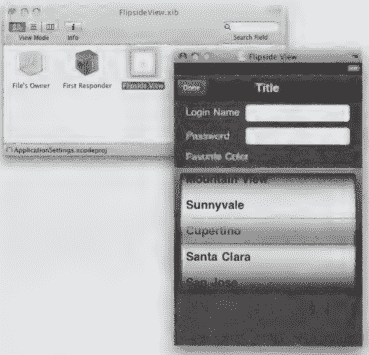 FlipsideView.xib
View Mode
Info
Search Field
File's Owner
First Responder
Flipside View
ApplicationSettings.xcodeproj
Flipside View
Done
Title
Login Name
Password
Favorite Color
Mountain View
Sunnyvale
Cupertino
Santa Clara
San Jose